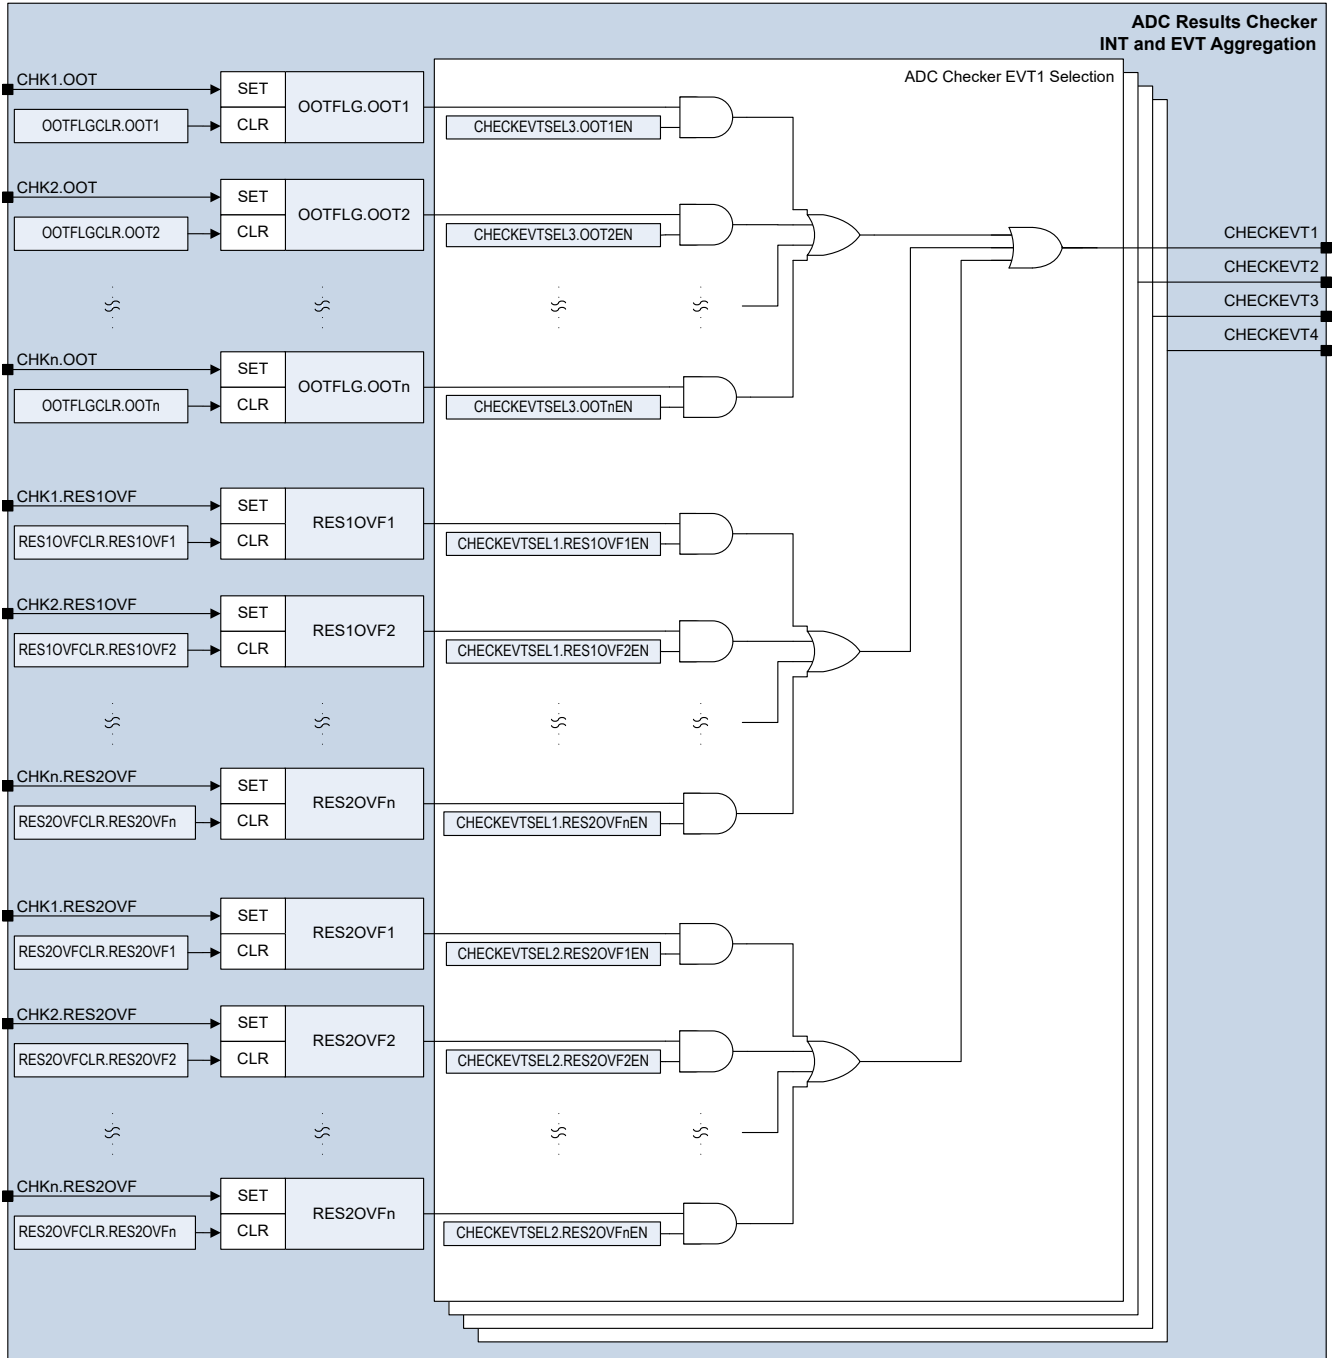 ADC Results Checker
INT and EVT Aggregation
ADC Checker EVT1 Selection
CHK1.OOT
SET
OOTFLG.OOT1
OOTFLGCLR.OOT1
CLR
CHECKEVTSEL3.OOT1EN
CHK2.OOT
SET
OOTFLG.OOT2
OOTFLGCLR.OOT2
CLR
CHECKEVTSEL3.OOT2EN
CHECKEVT1
CHECKEVT2
CHECKEVT3
CHECKEVT4
CHKn.OOT
SET
OOTFLG.OOTn
OOTFLGCLR.OOTn
CLR
CHECKEVTSEL3.OOTnEN
CHK1.RES1OVF
SET
RES1OVF1
RES1OVFCLR.RES1OVF1
CLR
CHECKEVTSEL1.RES1OVF1EN
CHK2.RES1OVF
SET
RES1OVF2
RES1OVFCLR.RES1OVF2
CLR
CHECKEVTSEL1.RES1OVF2EN
CHKn.RES2OVF
SET
RES2OVFn
RES2OVFCLR.RES2OVFn
CLR
CHECKEVTSEL1.RES2OVFnEN
CHK1.RES2OVF
SET
RES2OVF1
RES2OVFCLR.RES2OVF1
CLR
CHECKEVTSEL2.RES2OVF1EN
CHK2.RES2OVF
SET
RES2OVF2
RES2OVFCLR.RES2OVF2
CLR
CHECKEVTSEL2.RES2OVF2EN
CHKn.RES2OVF
SET
RES2OVFn
RES2OVFCLR.RES2OVFn
CLR
CHECKEVTSEL2.RES2OVFnEN